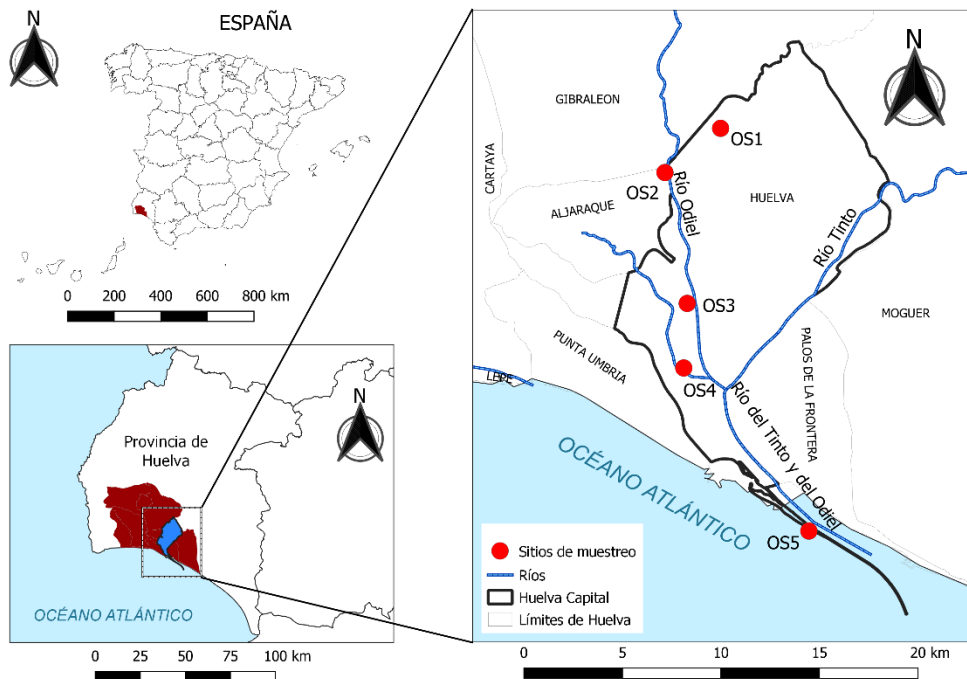 ESPAÑA
N
0 200 400 600 800 km
Provincia de
Huelva
N
OCÉANO ATLÁNTICO
0 25 50 75 100 km
N
GIBRALEON
CARTAYA
ALJARAQUE
OS1
OS2
Río Odiel
HUELVA
Río Tinto
OS3
MOGUER
PUNTA UMBRIA
PALOS DE LA FRONTERA
LEPE
OS4
Río del Tinto y del Odiel
OCÉANO ATLÁNTICO
OS5
Sitios de muestreo
Ríos
Huelva Capital
Límites de Huelva
0 5 10 15 20 km